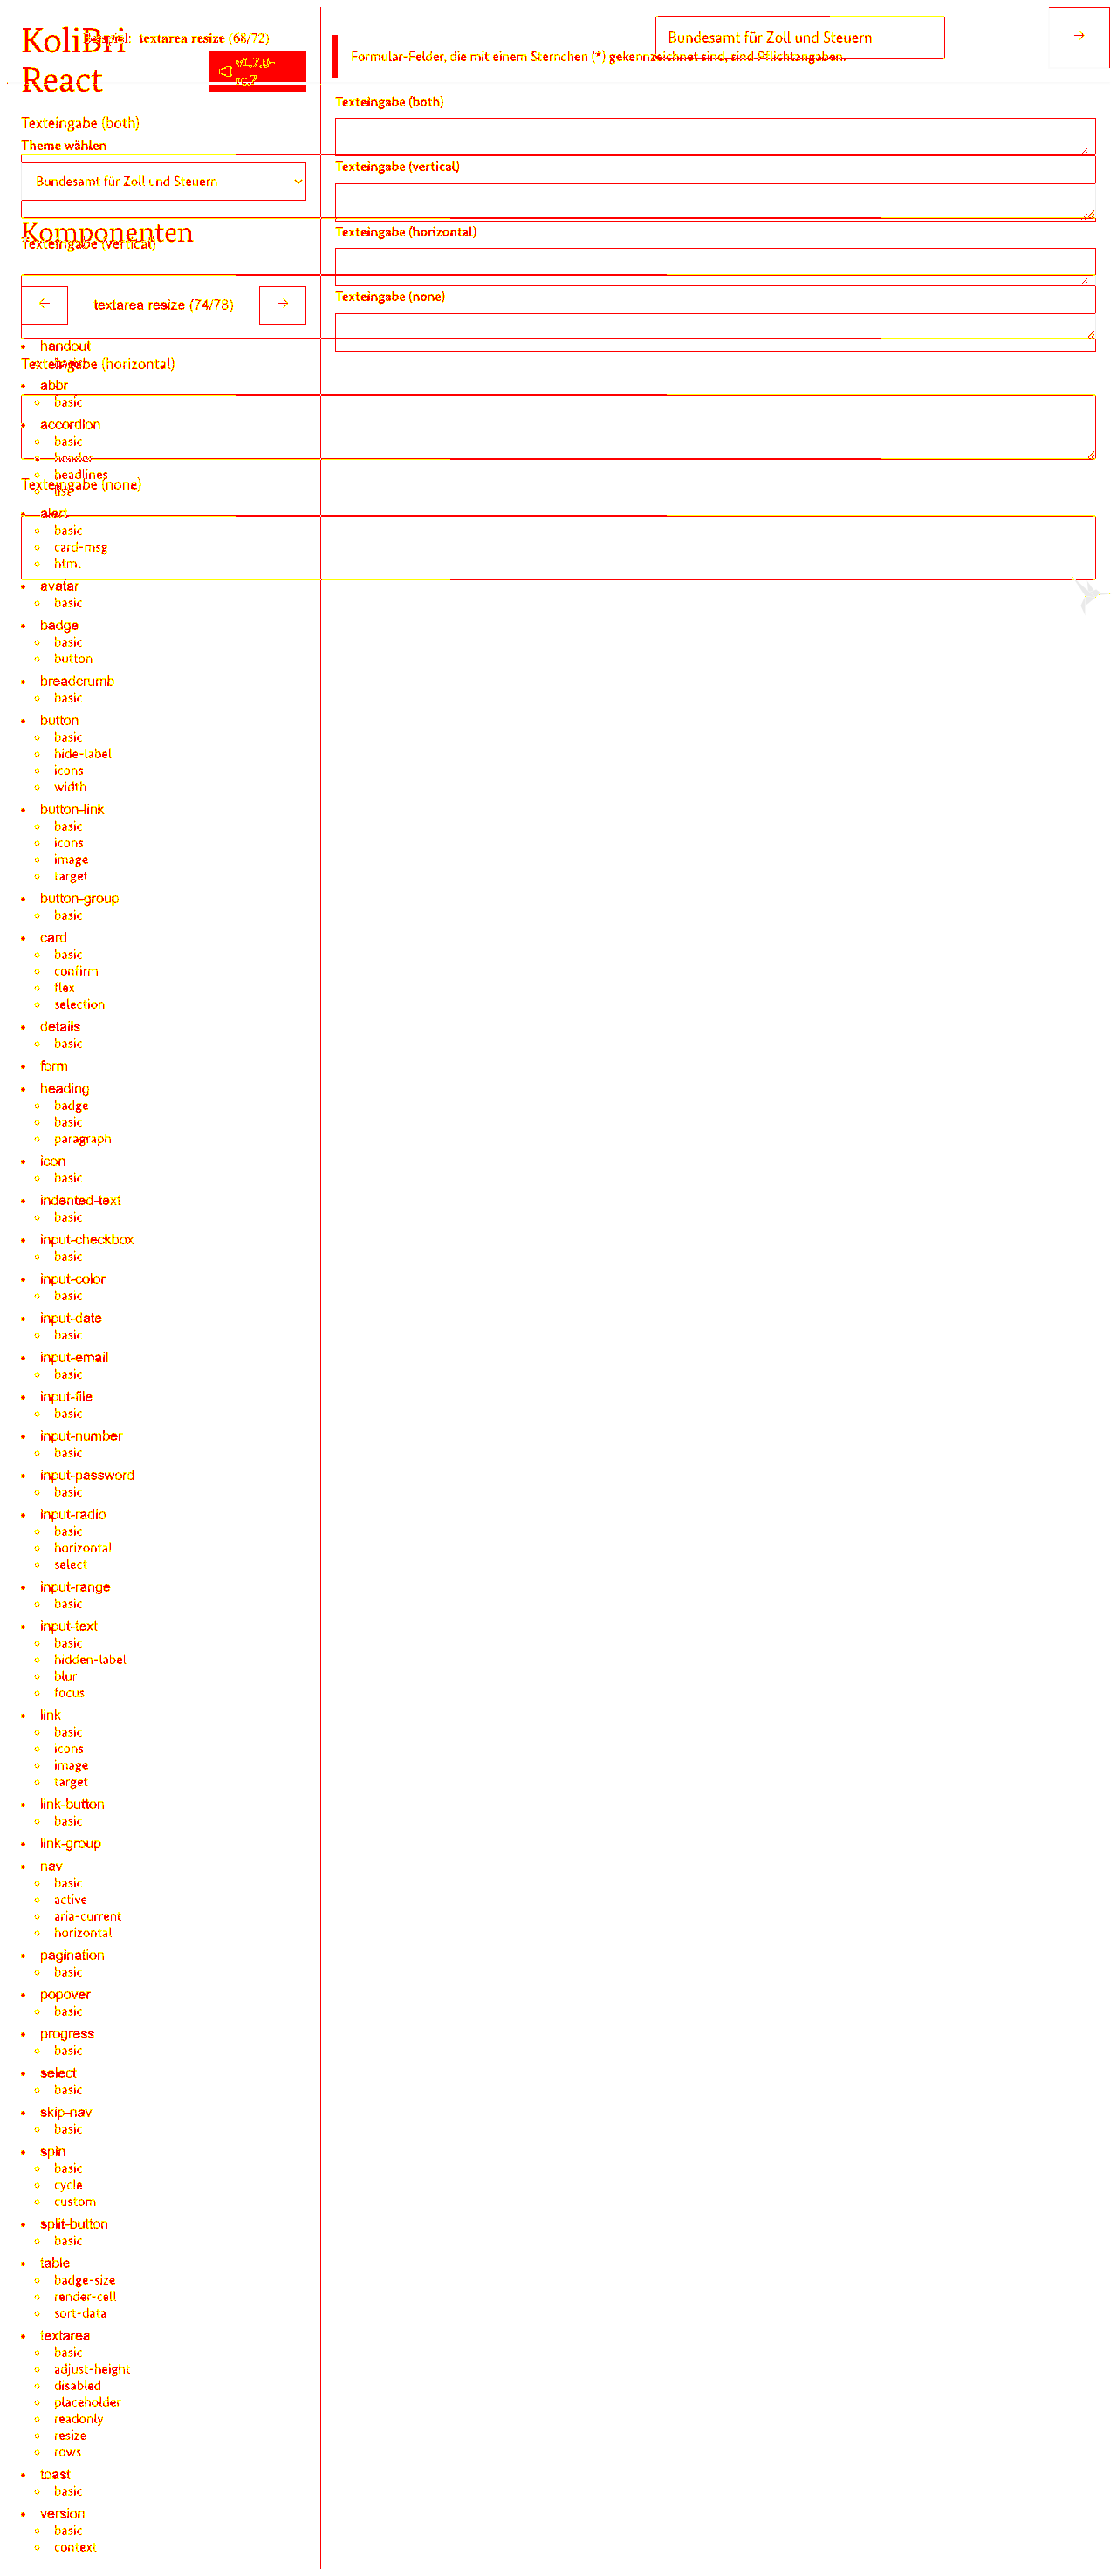 KoliBri
React
Beispiel: textarea resize (68/72)
v1.7.0-
rc.2
Bundesamt für Zoll und Steuern
→
Formular-Felder, die mit einem Sternchen (*) gekennzeichnet sind, sind Pflichtangaben.
Texteingabe (both)
Texteingabe (both)
Theme wählen
Texteingabe (vertical)
Bundesamt für Zoll und Steuern
Komponenten
Texteingabe (vertical)
Texteingabe (horizontal)
Texteingabe (none)
← textarea resize (74/78) →
handout
basic
Texteingabe (horizontal)
abbr
basic
accordion
basic
header
headlines
list
Texteingabe (none)
alert
basic
card-msg
html
avatar
basic
badge
basic
button
breadcrumb
basic
button
basic
hide-label
icons
width
button-link
basic
icons
image
target
button-group
basic
card
basic
confirm
flex
selection
details
basic
form
heading
badge
basic
paragraph
icon
basic
indented-text
basic
input-checkbox
basic
input-color
basic
input-date
basic
input-email
basic
input-file
basic
input-number
basic
input-password
basic
input-radio
basic
horizontal
select
input-range
basic
input-text
basic
hidden-label
blur
focus
link
basic
icons
image
target
link-button
basic
link-group
nav
basic
active
aria-current
horizontal
pagination
basic
popover
basic
progress
basic
select
basic
skip-nav
basic
spin
basic
cycle
custom
split-button
basic
table
badge-size
render-cell
sort-data
textarea
basic
adjust-height
disabled
placeholder
readonly
resize
rows
toast
basic
version
basic
context